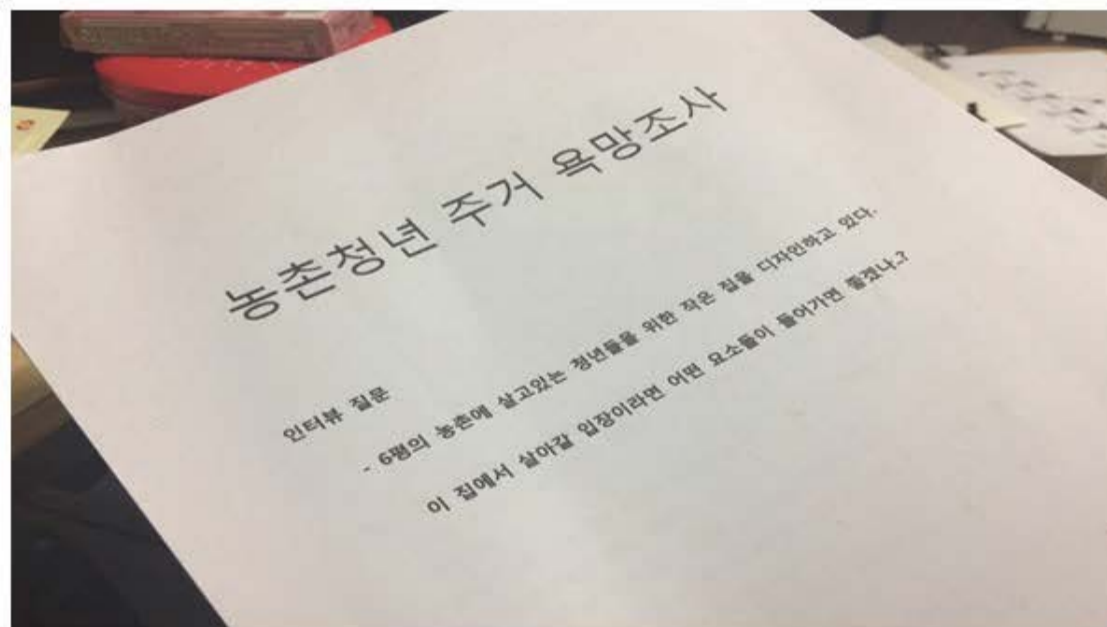 농촌청년 주거 욕망조사
인터뷰 질문
- 6평의 농촌에 살고있는 청년들을 위한 작은 집을 디자인하고 있다.
이 집에서 살아갈 입장이라면 어떤 요소들이 들어가면 좋겠나.?